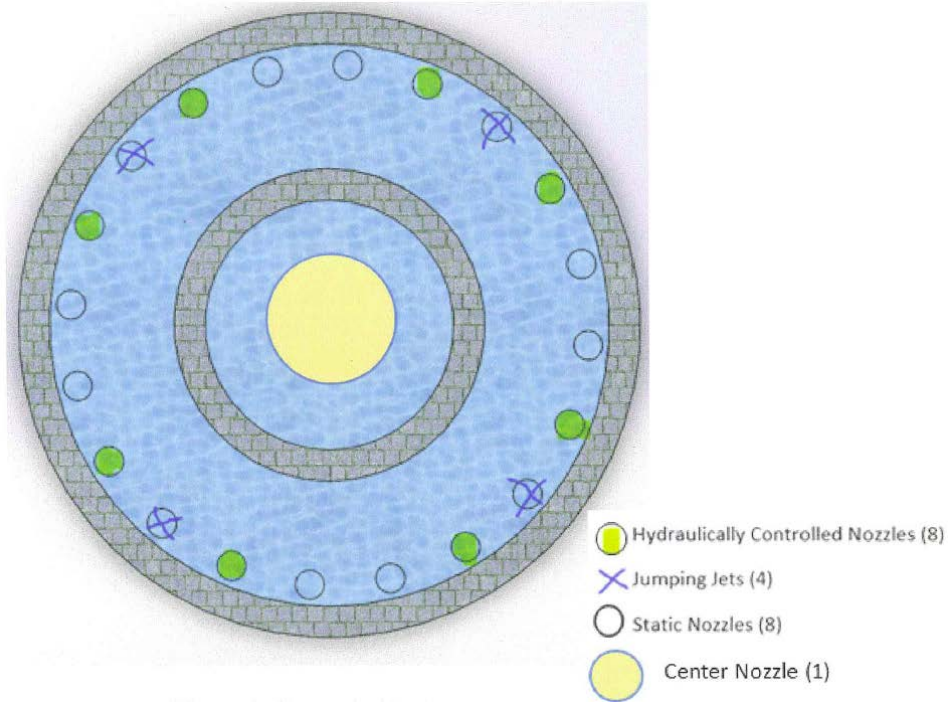 Hydraulically Controlled Nozzles (8)
Jumping Jets (4)
Static Nozzles (8)
Center Nozzle (1)